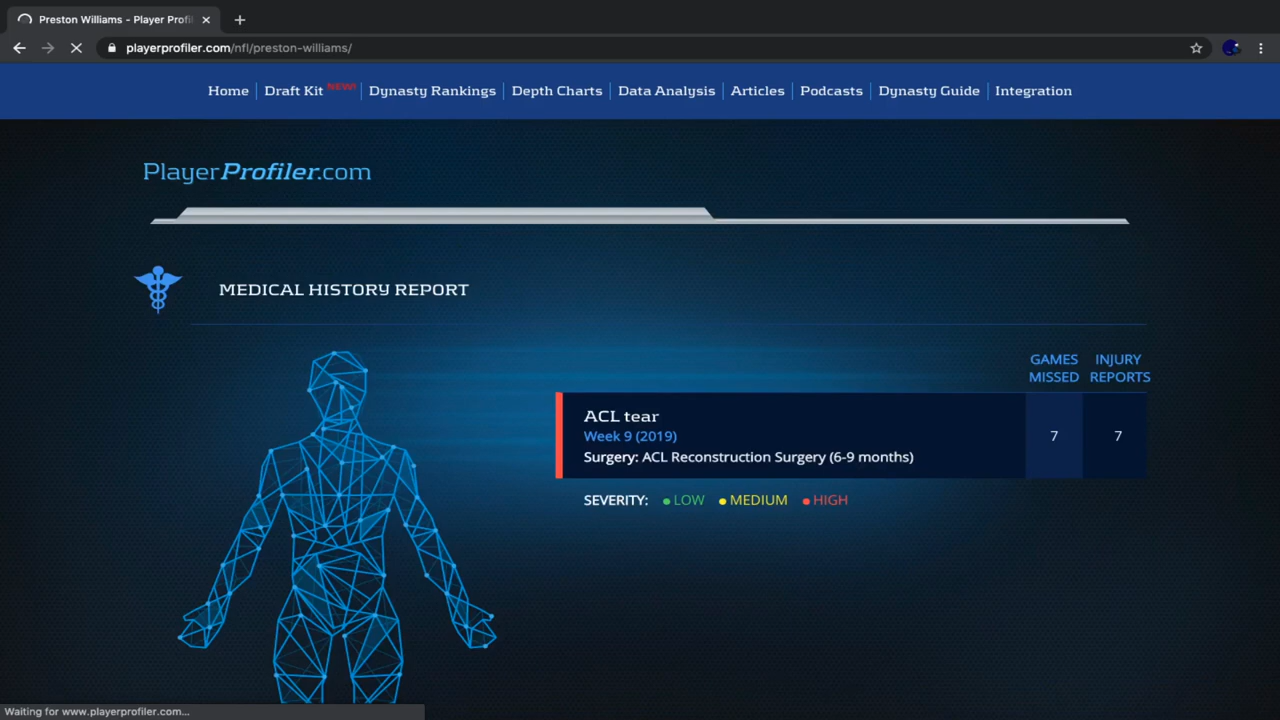 Preston Williams - Player Profi
playerprofiler.com/nfl/preston-williams/
Home
Draft Kit NEW!
Dynasty Rankings
Depth Charts
Data Analysis
Articles
Podcasts
Dynasty Guide
Integration
PlayerProfiler.com
MEDICAL HISTORY REPORT
GAMES MISSED
INJURY REPORTS
ACL tear
Week 9 (2019)
Surgery: ACL Reconstruction Surgery (6-9 months)
7
7
SEVERITY: LOW MEDIUM HIGH
Waiting for www.playerprofiler.com...